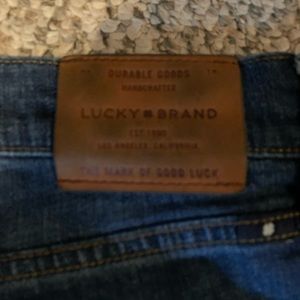 DURABLE GOODS
HANDCRAFTED
LUCKY BRAND
EST. 1990
LOS ANGELES, CALIFORNIA
THE MARK OF GOOD LUCK